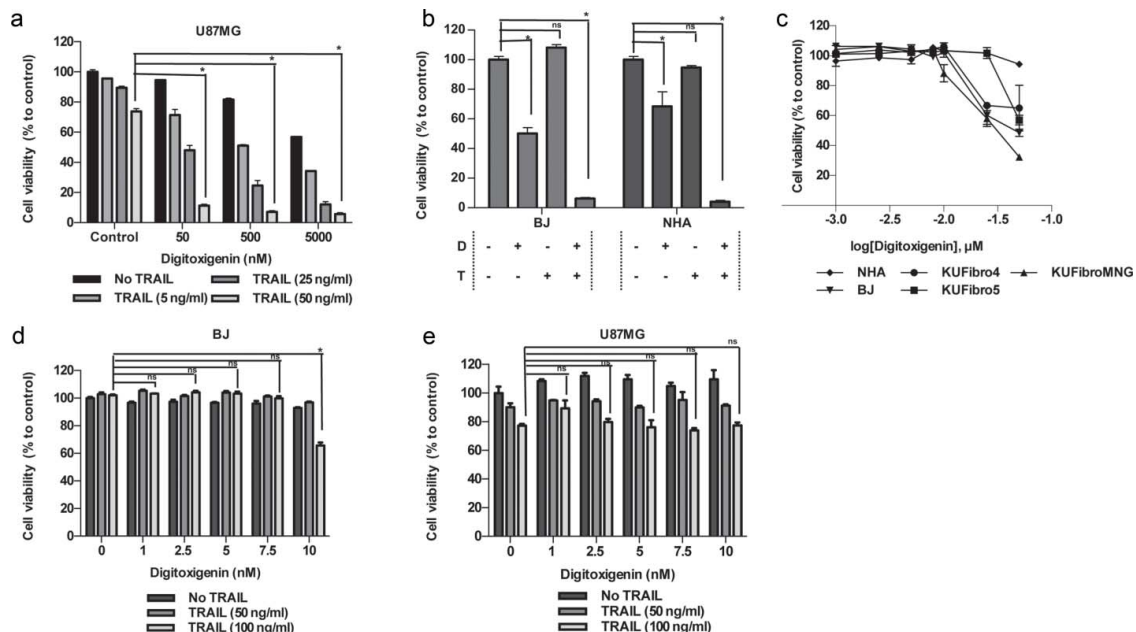 a
U87MG
*
*
*
120
100
80
60
40
20
0
Cell viability (% to control)
Control 50 500 5000
Digitoxigenin (nM)
No TRAIL TRAIL (25 ng/ml)
TRAIL (5 ng/ml) TRAIL (50 ng/ml)
b
* *
ns ns
* *
120
100
80
60
40
20
0
Cell viability (% to control)
BJ NHA
D - + - + - + - +
T - - + + - - + +
c
120
100
80
60
40
20
Cell viability (% to control)
-3.0 -2.5 -2.0 -1.5 -1.0
log[Digitoxigenin], µM
NHA KUFibro4 KUFibroMNG
BJ KUFibro5
d
BJ
*
ns
ns
ns
ns
120
100
80
60
40
20
0
Cell viability (% to control)
0 1 2.5 5 7.5 10
Digitoxigenin (nM)
No TRAIL
TRAIL (50 ng/ml)
TRAIL (100 ng/ml)
e
U87MG
ns
ns
ns
ns
ns
120
100
80
60
40
20
0
Cell viability (% to control)
0 1 2.5 5 7.5 10
Digitoxigenin (nM)
No TRAIL
TRAIL (50 ng/ml)
TRAIL (100 ng/ml)